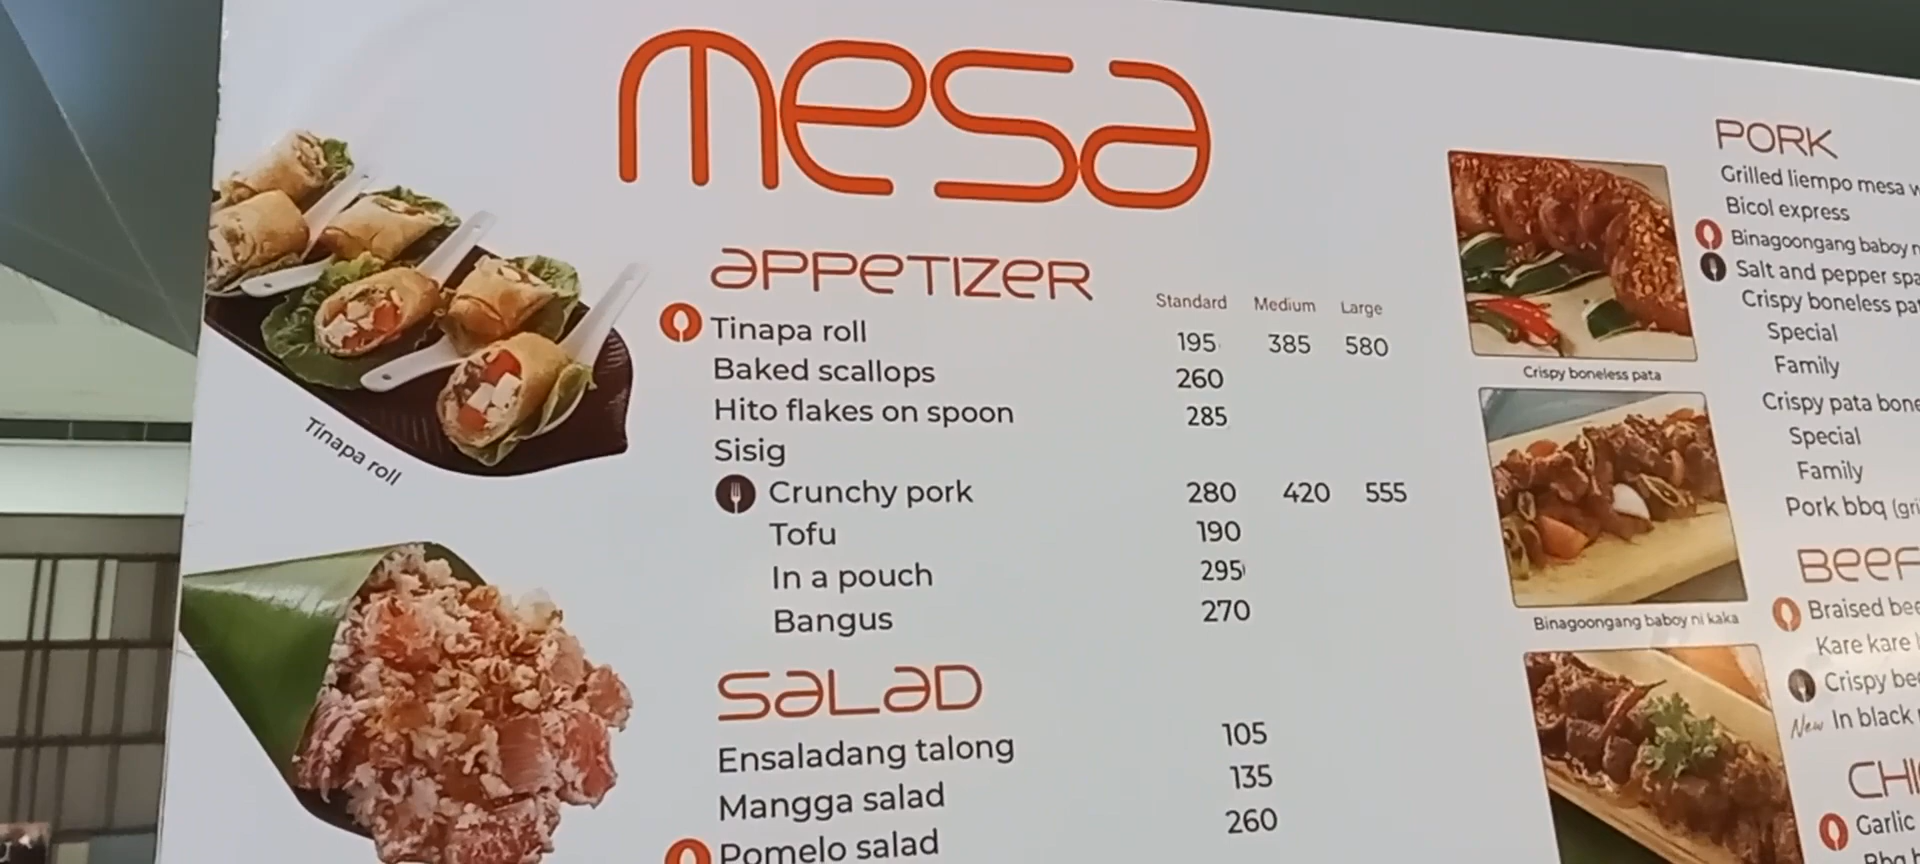 mesa
APPETIZER
Standard Medium Large
Tinapa roll 195 385 580
Baked scallops 260
Hito flakes on spoon 285
Sisig
Crunchy pork 280 420 555
Tofu 190
In a pouch 295
Bangus 270
SALAD
Ensaladang talong 105
Mangga salad 135
Pomelo salad 260
Tinapa roll
Crispy boneless pata
Binagoongang baboy ni kaka
PORK
Grilled liempo mesa
Bicol express
Binagoongang baboy
Salt and pepper
Crispy boneless
Special
Family
Crispy pata
Special
Family
Pork bbq
BEEF
Braised
Kare kare
Crispy
New In black
Garlic